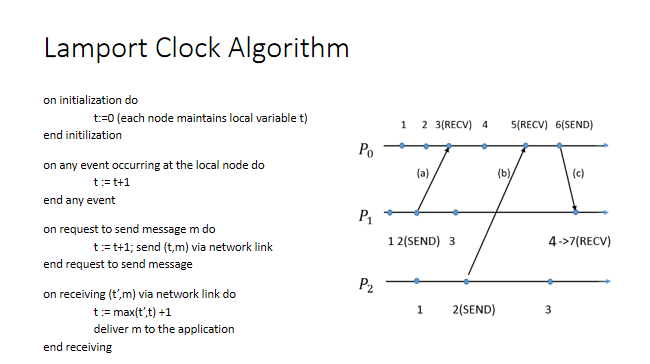 Lamport Clock Algorithm
on initialization do
t:=0 (each node maintains local variable t)
end initilization
on any event occurring at the local node do
t := t+1
end any event
on request to send message m do
t := t+1; send (t,m) via network link
end request to send message
on receiving (t′,m) via network link do
t := max(t′,t) +1
deliver m to the application
end receiving
1 2 3(RECV) 4 5(RECV) 6(SEND)
P₀
(a) (b) (c)
P₁
1 2(SEND) 3 4->7(RECV)
P₂
1 2(SEND) 3